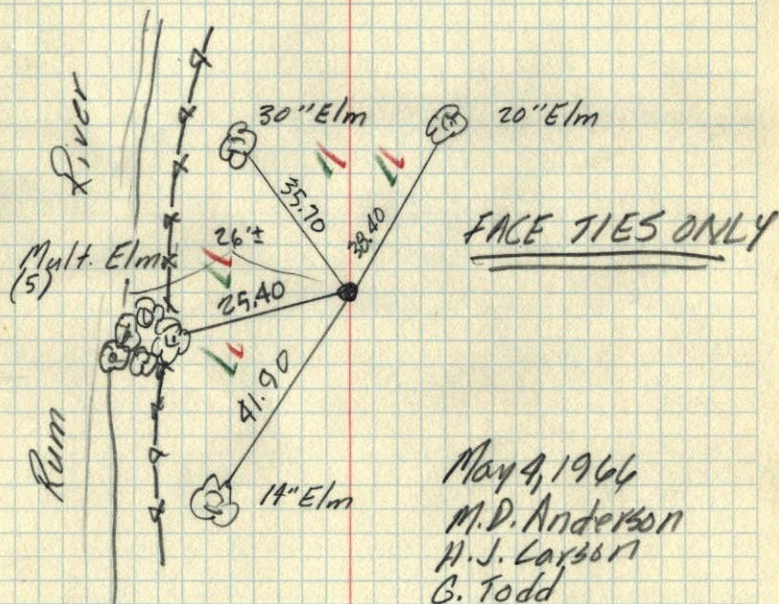 30"Elm
20"Elm
River
35.70
38.40
FACE TIES ONLY
26'±
Mult. Elm
(5)
25.40
41.90
Rum
14"Elm
May 4, 1966
M.D. Anderson
H.J. Larson
G. Todd